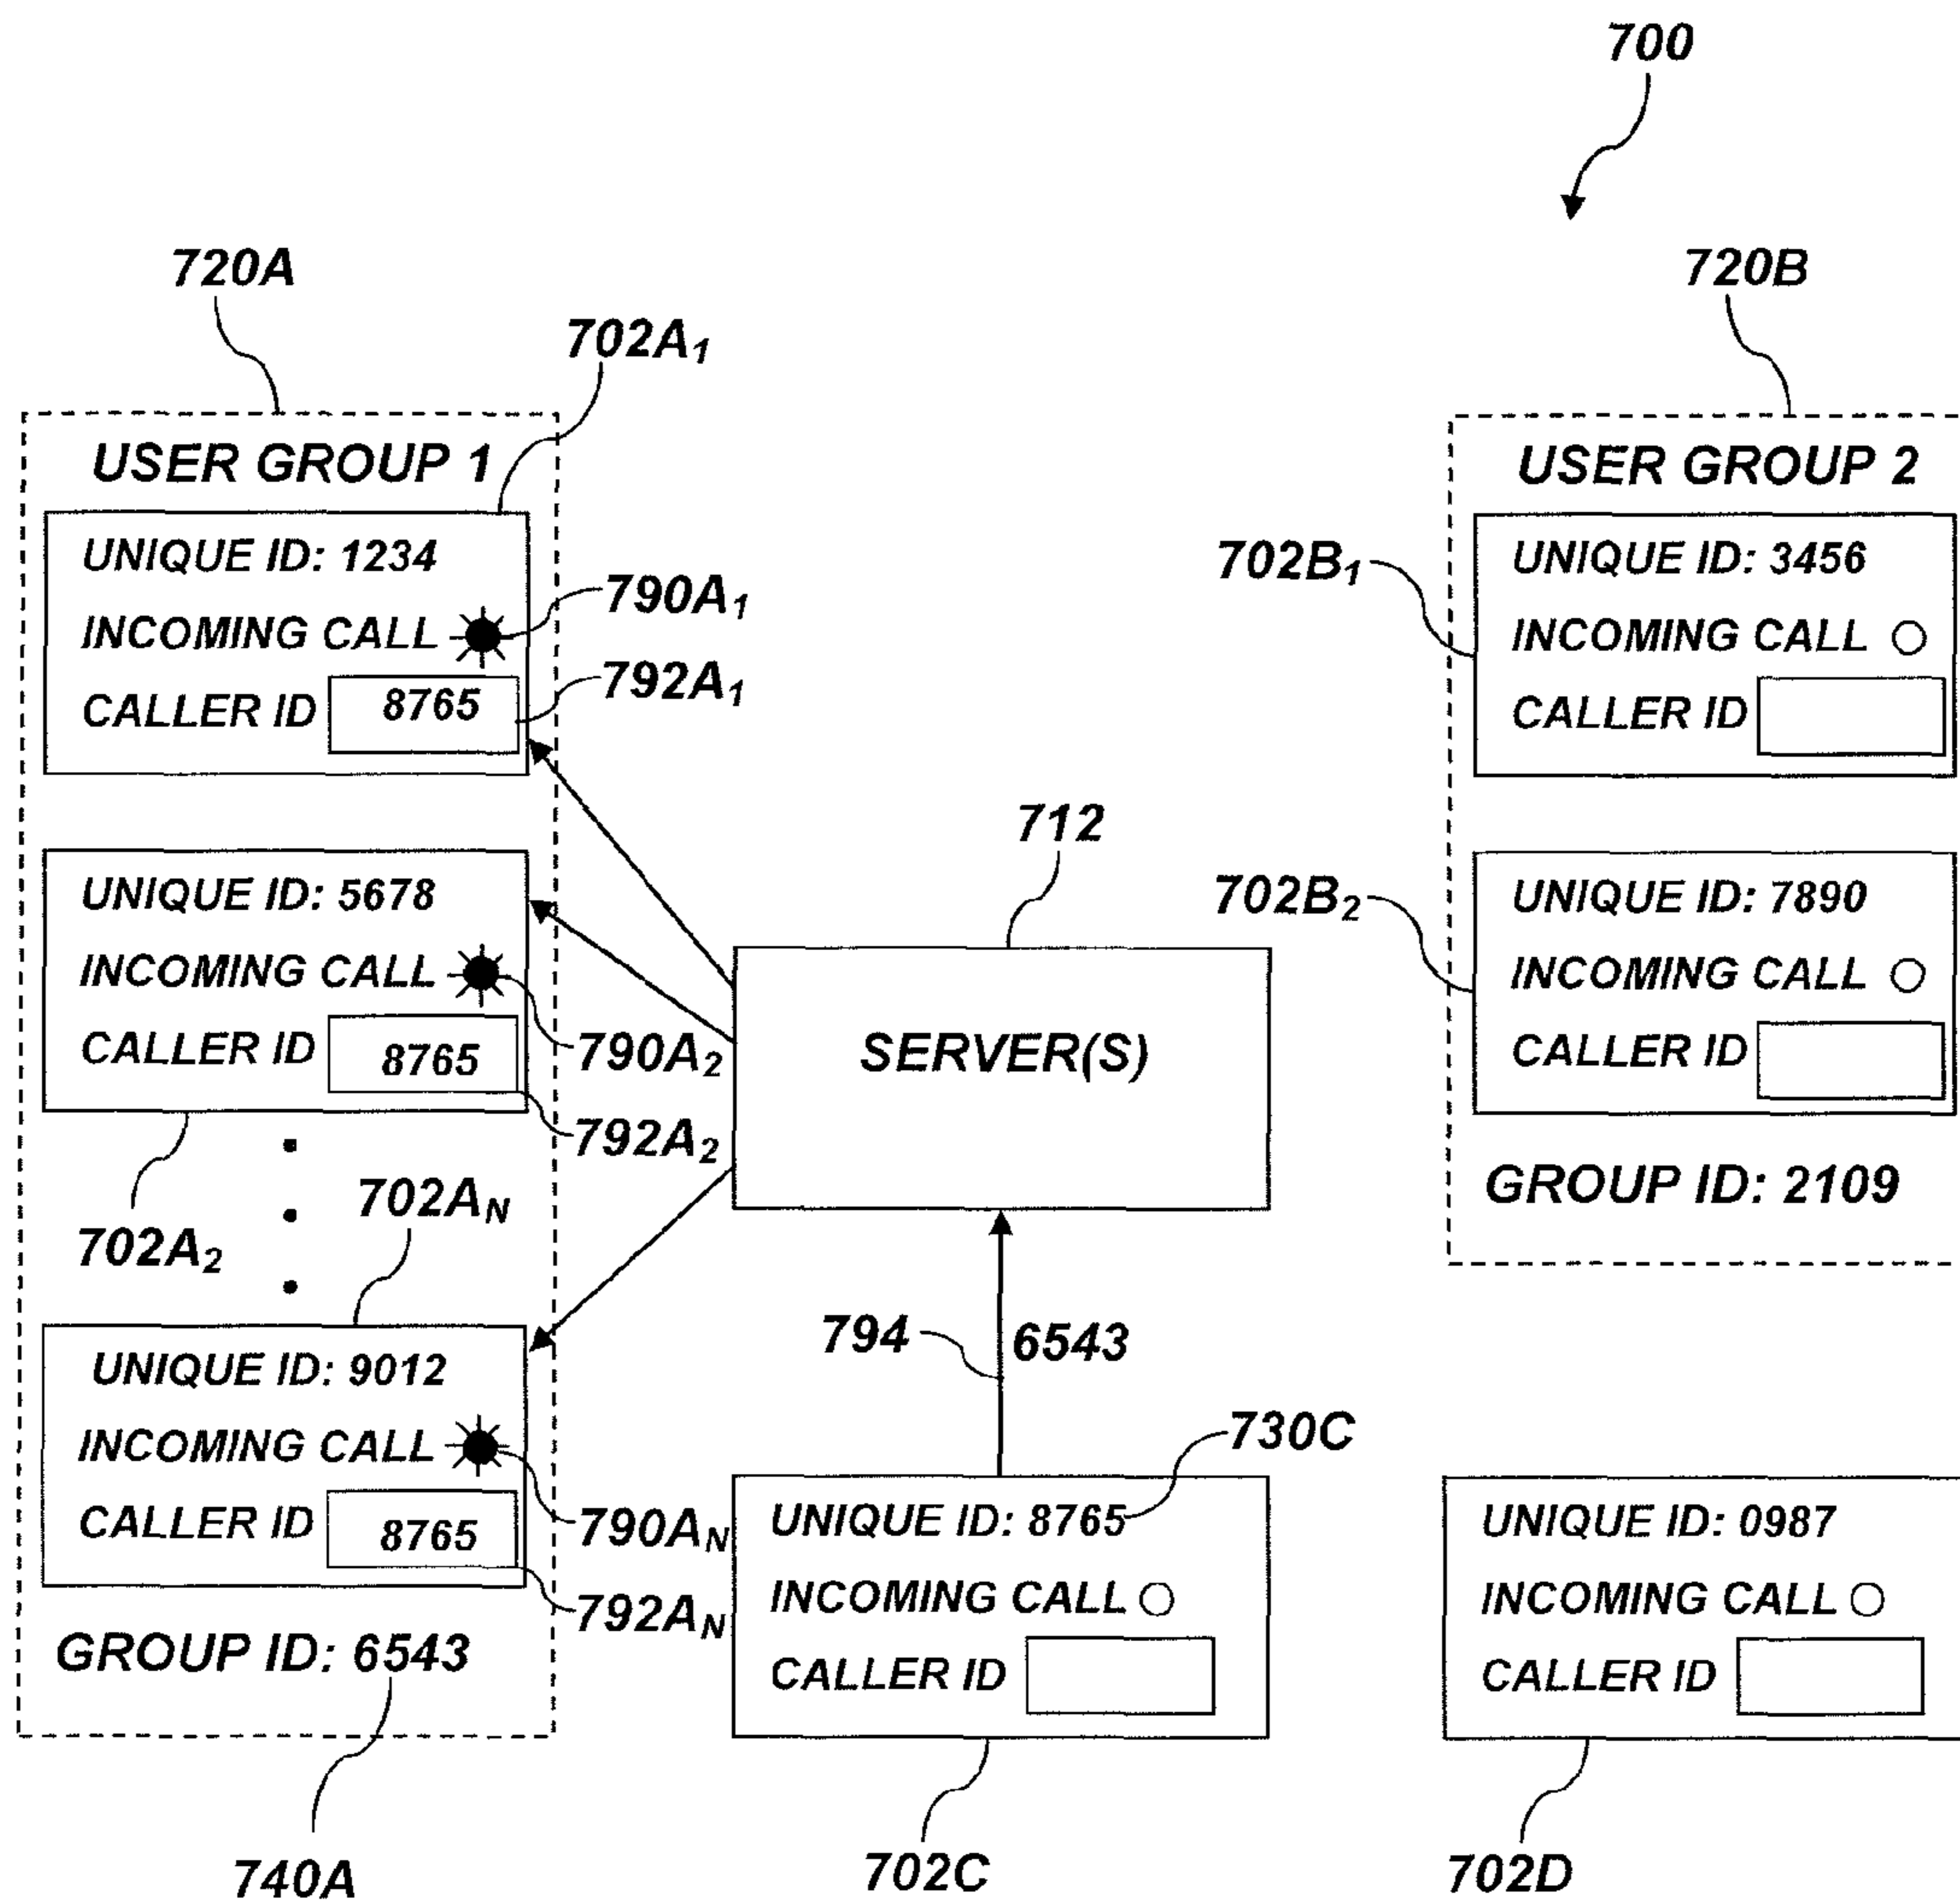 700
720A
720B
702A1
USER GROUP 1
UNIQUE ID: 1234
INCOMING CALL
CALLER ID
8765
790A1
792A1
UNIQUE ID: 5678
INCOMING CALL
CALLER ID
8765
790A2
792A2
702A2
702AN
UNIQUE ID: 9012
INCOMING CALL
CALLER ID
8765
790AN
792AN
GROUP ID: 6543
740A
712
SERVER(S)
794
6543
730C
UNIQUE ID: 8765
INCOMING CALL
CALLER ID
702C
USER GROUP 2
702B1
UNIQUE ID: 3456
INCOMING CALL
CALLER ID
702B2
UNIQUE ID: 7890
INCOMING CALL
CALLER ID
GROUP ID: 2109
UNIQUE ID: 0987
INCOMING CALL
CALLER ID
702D